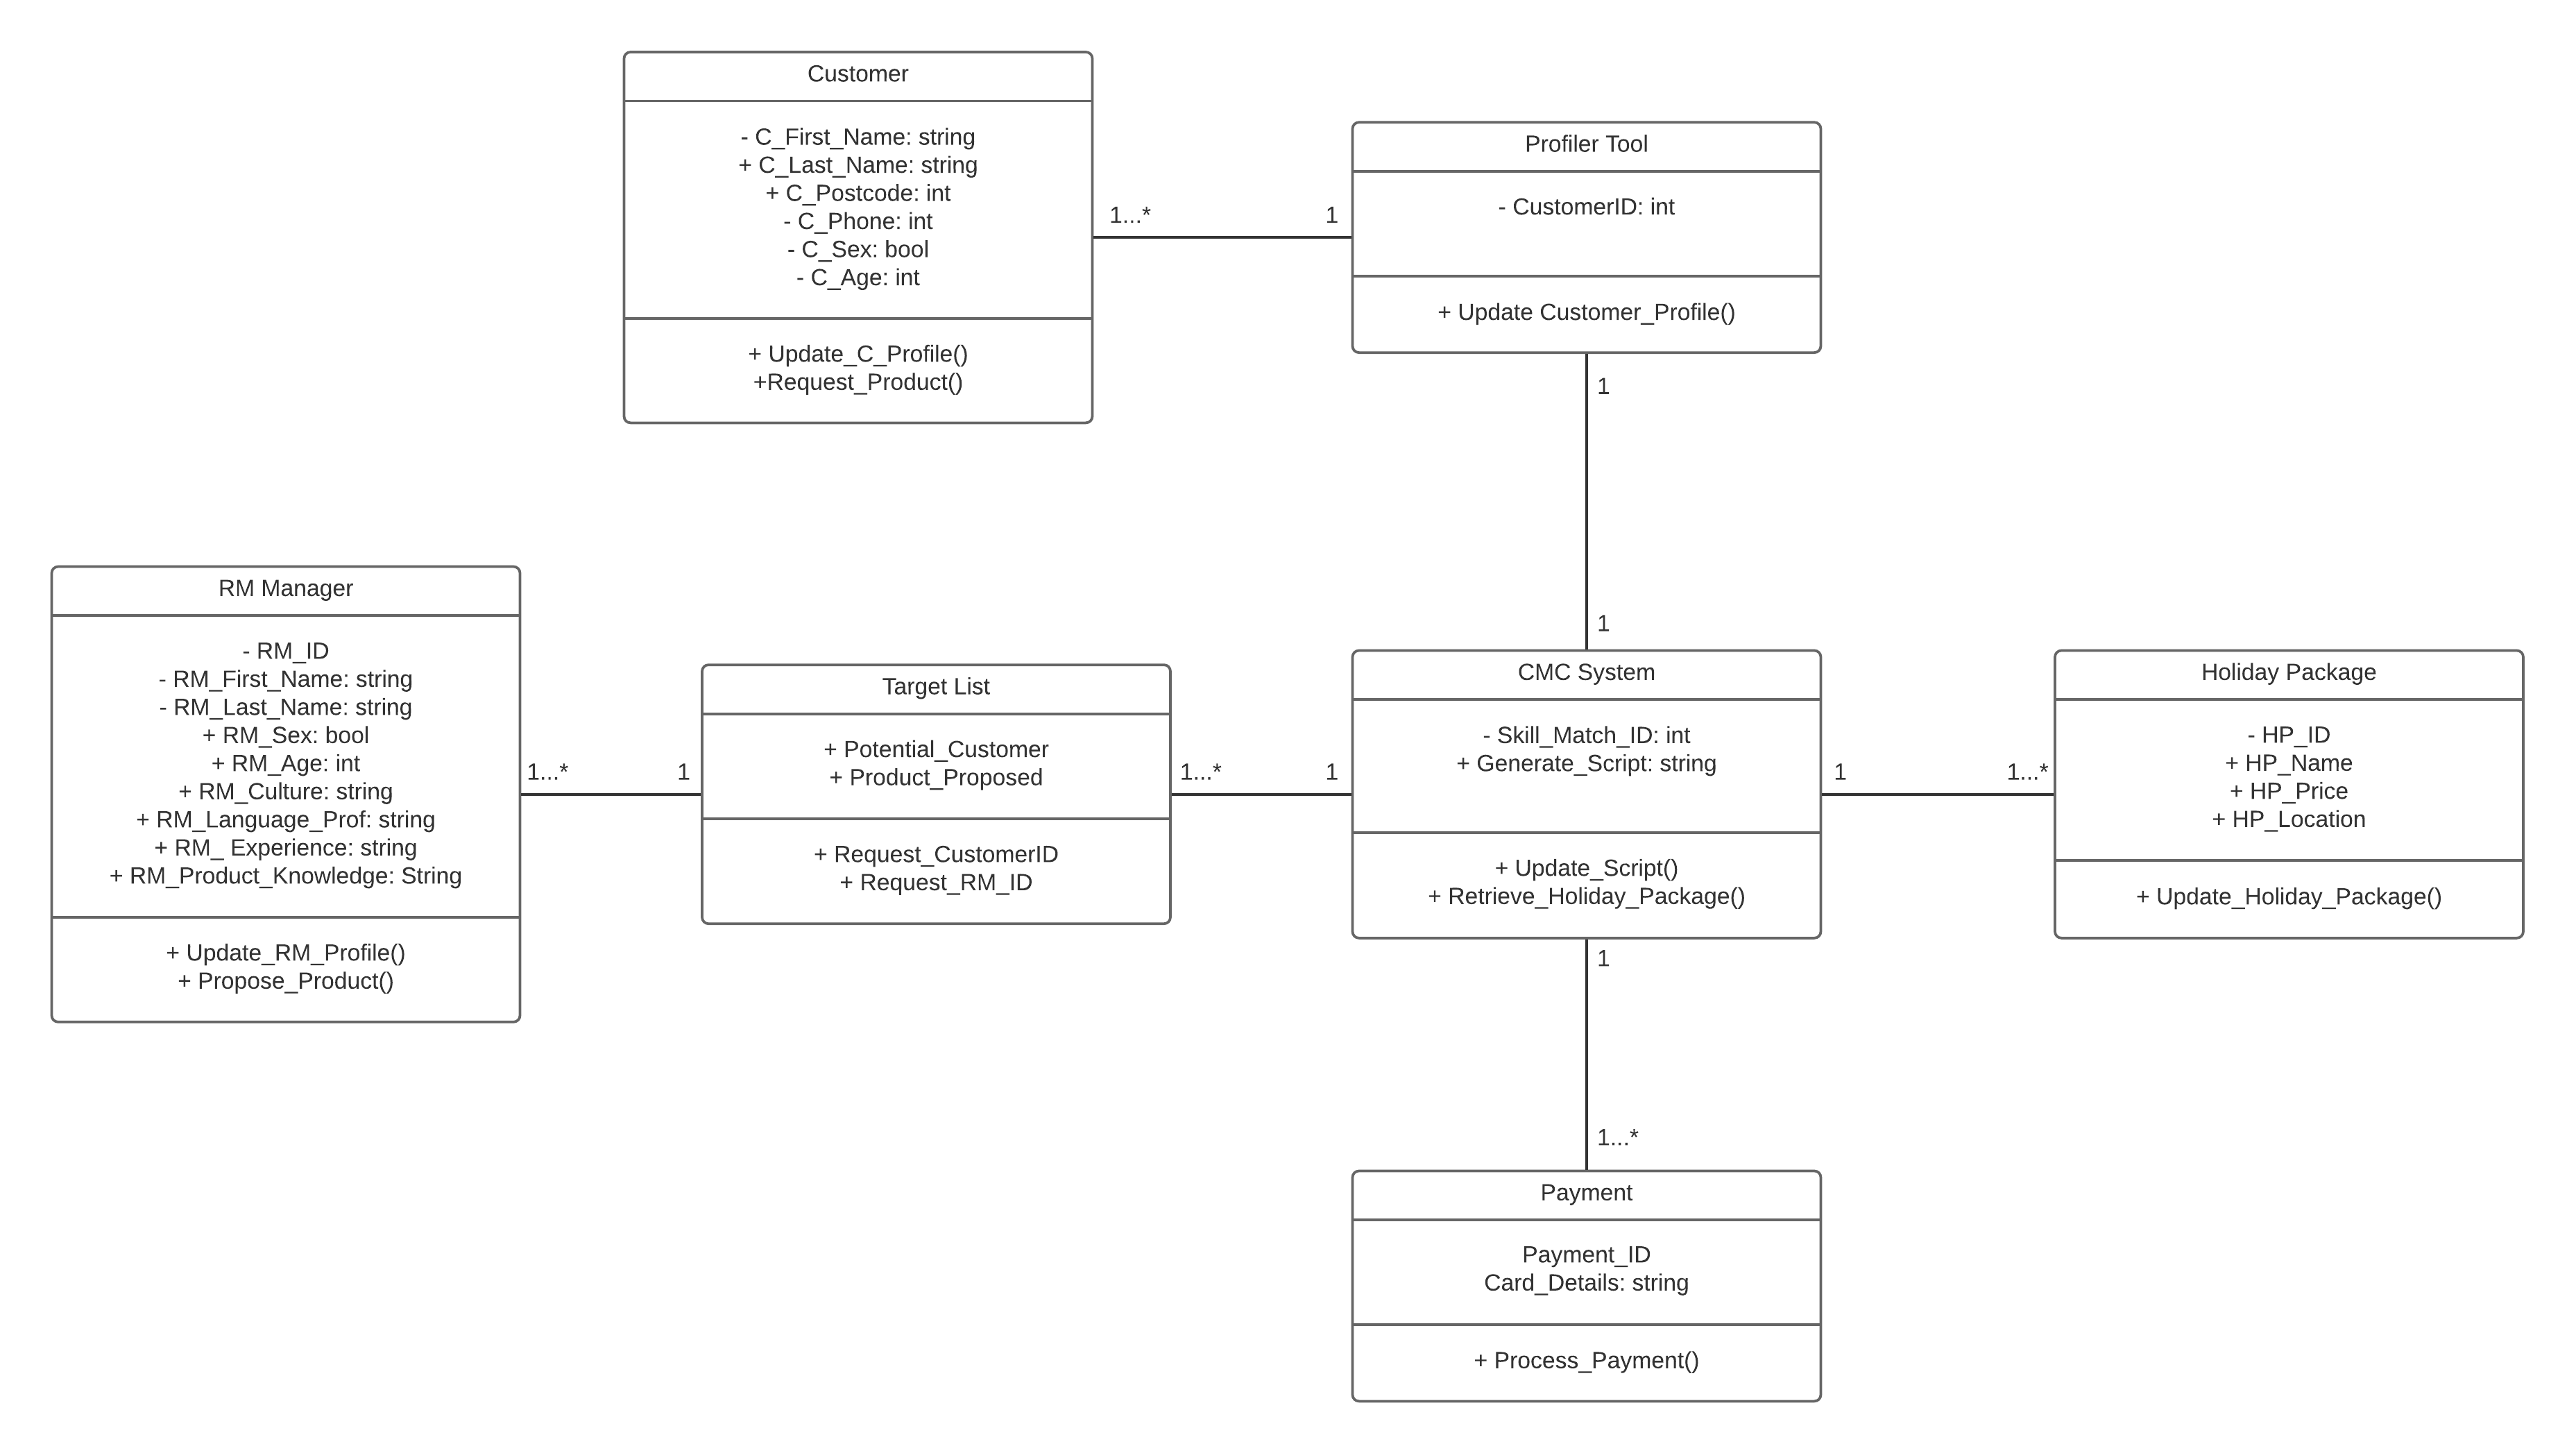 Customer
- C_First_Name: string
+ C_Last_Name: string
+ C_Postcode: int
- C_Phone: int
- C_Sex: bool
- C_Age: int
+ Update_C_Profile()
+Request_Product()
1...*
1
Profiler Tool
- CustomerID: int
+ Update Customer_Profile()
1
1
RM Manager
- RM_ID
- RM_First_Name: string
- RM_Last_Name: string
+ RM_Sex: bool
+ RM_Age: int
+ RM_Culture: string
+ RM_Language_Prof: string
+ RM_ Experience: string
+ RM_Product_Knowledge: String
+ Update_RM_Profile()
+ Propose_Product()
1...*
1
Target List
+ Potential_Customer
+ Product_Proposed
+ Request_CustomerID
+ Request_RM_ID
1...*
1
CMC System
- Skill_Match_ID: int
+ Generate_Script: string
+ Update_Script()
+ Retrieve_Holiday_Package()
1
1...*
Holiday Package
- HP_ID
+ HP_Name
+ HP_Price
+ HP_Location
+ Update_Holiday_Package()
1
1...*
Payment
Payment_ID
Card_Details: string
+ Process_Payment()